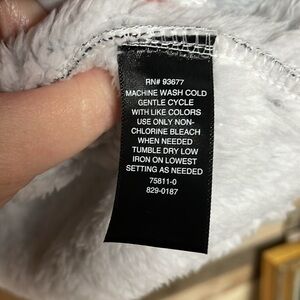 RN# 93677
MACHINE WASH COLD
GENTLE CYCLE
WITH LIKE COLORS
USE ONLY NON-
CHLORINE BLEACH
WHEN NEEDED
TUMBLE DRY LOW
IRON ON LOWEST
SETTING AS NEEDED
75811-0
829-0187